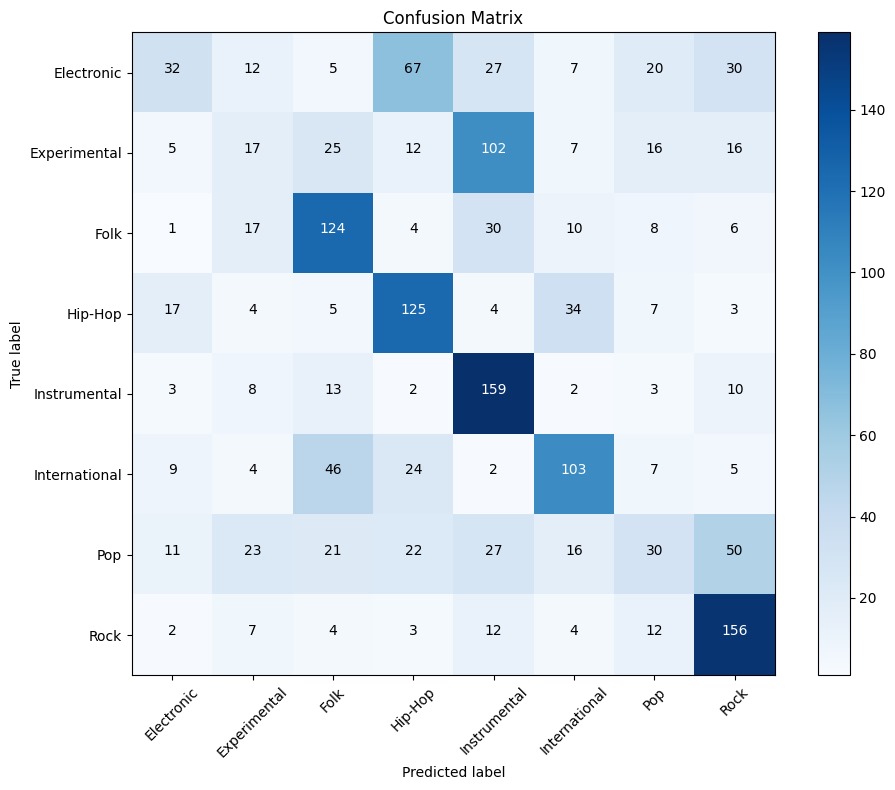 Confusion Matrix
True label
Electronic 32 12 5 67 27 7 20 30
Experimental 5 17 25 12 102 7 16 16
Folk 1 17 124 4 30 10 8 6
Hip-Hop 17 4 5 125 4 34 7 3
Instrumental 3 8 13 2 159 2 3 10
International 9 4 46 24 2 103 7 5
Pop 11 23 21 22 27 16 30 50
Rock 2 7 4 3 12 4 12 156
Electronic Experimental Folk Hip-Hop Instrumental International Pop Rock
Predicted label
140
120
100
80
60
40
20